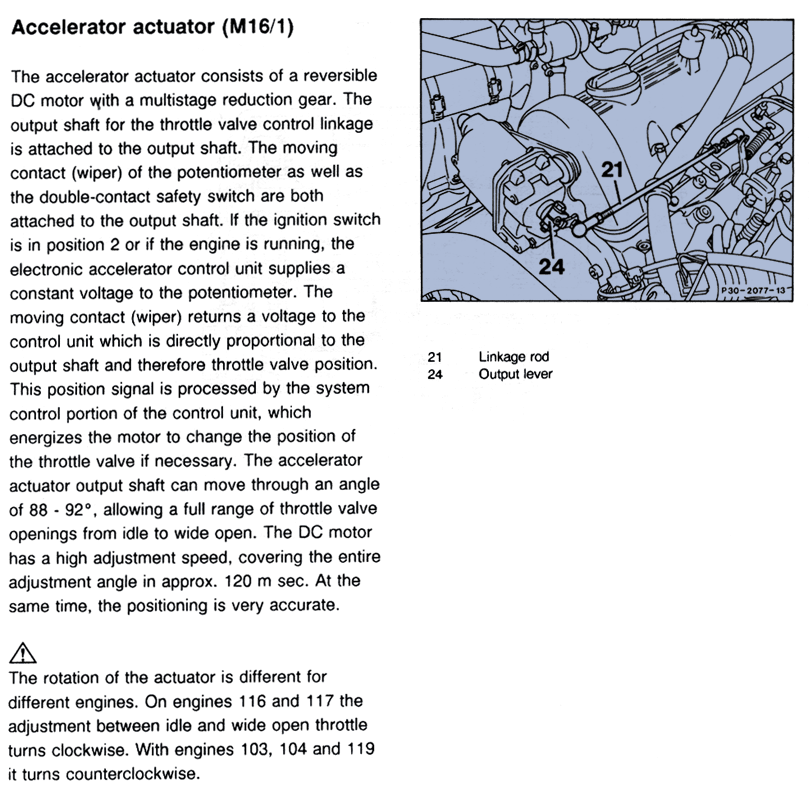 Accelerator actuator (M16/1)
The accelerator actuator consists of a reversible
DC motor with a multistage reduction gear. The
output shaft for the throttle valve control linkage
is attached to the output shaft. The moving
contact (wiper) of the potentiometer as well as
the double-contact safety switch are both
attached to the output shaft. If the ignition switch
is in position 2 or if the engine is running, the
electronic accelerator control unit supplies a
constant voltage to the potentiometer. The
moving contact (wiper) returns a voltage to the
control unit which is directly proportional to the
output shaft and therefore throttle valve position.
This position signal is processed by the system
control portion of the control unit, which
energizes the motor to change the position of
the throttle valve if necessary. The accelerator
actuator output shaft can move through an angle
of 88 - 92°, allowing a full range of throttle valve
openings from idle to wide open. The DC motor
has a high adjustment speed, covering the entire
adjustment angle in approx. 120 m sec. At the
same time, the positioning is very accurate.
The rotation of the actuator is different for
different engines. On engines 116 and 117 the
adjustment between idle and wide open throttle
turns clockwise. With engines 103, 104 and 119
it turns counterclockwise.
21
24
P30-2077-13
21 Linkage rod
24 Output lever